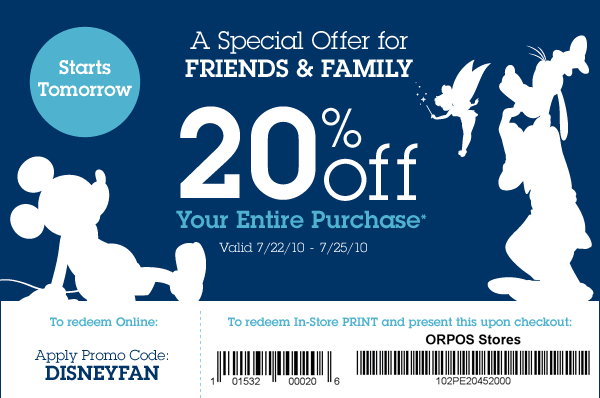 Starts
Tomorrow
A Special Offer for
FRIENDS & FAMILY
20% off
Your Entire Purchase*
Valid 7/22/10 - 7/25/10
To redeem Online:
Apply Promo Code:
DISNEYFAN
To redeem In-Store PRINT and present this upon checkout:
ORPOS Stores
1 01532 00020 6
102PE20452000